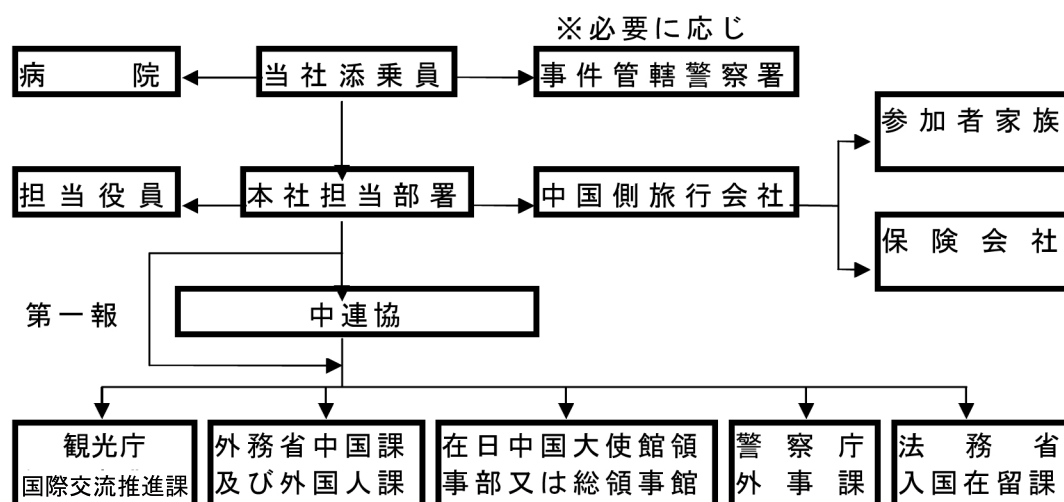 ※必要に応じ
病院
当社添乗員
事件管轄警察署
参加者家族
担当役員
本社担当部署
中国側旅行会社
保険会社
第一報
中連協
観光庁
国際交流推進課
外務省中国課
及び外国人課
在日中国大使館領
事部又は総領事館
警察庁
外事課
法務省
入国在留課